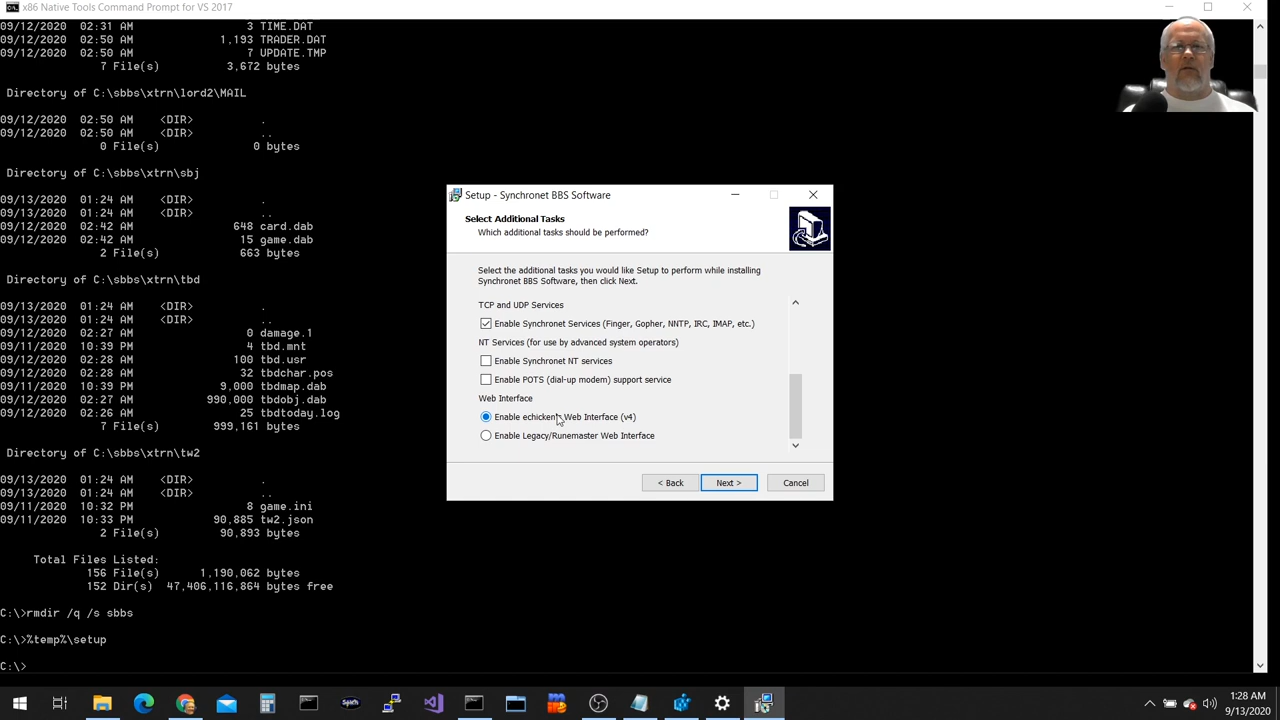 x86 Native Tools Command Prompt for VS 2017
09/12/2020 02:31 AM 3 TIME.DAT
09/12/2020 02:50 AM 1,193 TRADER.DAT
09/12/2020 02:50 AM 7 UPDATE.TMP
7 File(s) 3,672 bytes
Directory of C:\sbbs\xtrn\lord2\MAIL
09/12/2020 02:50 AM <DIR> .
09/12/2020 02:50 AM <DIR> ..
0 File(s) 0 bytes
Directory of C:\sbbs\xtrn\sbj
09/13/2020 01:24 AM <DIR> .
09/13/2020 01:24 AM <DIR> ..
09/12/2020 02:42 AM 648 card.dab
09/12/2020 02:42 AM 15 game.dab
2 File(s) 663 bytes
Directory of C:\sbbs\xtrn\tbd
09/13/2020 01:24 AM <DIR> .
09/13/2020 01:24 AM <DIR> ..
09/12/2020 02:27 AM 0 damage.1
09/11/2020 10:39 PM 4 tbd.mnt
09/12/2020 02:28 AM 100 tbd.usr
09/12/2020 02:28 AM 32 tbdchar.pos
09/11/2020 10:39 PM 9,000 tbdmap.dab
09/12/2020 02:27 AM 990,000 tbdobj.dab
09/12/2020 02:26 AM 25 tbdtoday.log
7 File(s) 999,161 bytes
Directory of C:\sbbs\xtrn\tw2
09/13/2020 01:24 AM <DIR> .
09/13/2020 01:24 AM <DIR> ..
09/11/2020 10:32 PM 8 game.ini
09/11/2020 10:33 PM 90,885 tw2.json
2 File(s) 90,893 bytes
Total Files Listed:
156 File(s) 1,190,062 bytes
152 Dir(s) 47,406,116,864 bytes free
C:\>rmdir /q /s sbbs
C:\>%temp%\setup
C:\>
Setup - Synchronet BBS Software
Select Additional Tasks
Which additional tasks should be performed?
Select the additional tasks you would like Setup to perform while installing
Synchronet BBS Software, then click Next.
TCP and UDP Services
Enable Synchronet Services (Finger, Gopher, NNTP, IRC, IMAP, etc.)
NT Services (for use by advanced system operators)
Enable Synchronet NT services
Enable POTS (dial-up modem) support service
Web Interface
Enable echicken Web Interface (v4)
Enable Legacy/Runemaster Web Interface
< Back Next > Cancel
1:28 AM
9/13/2020